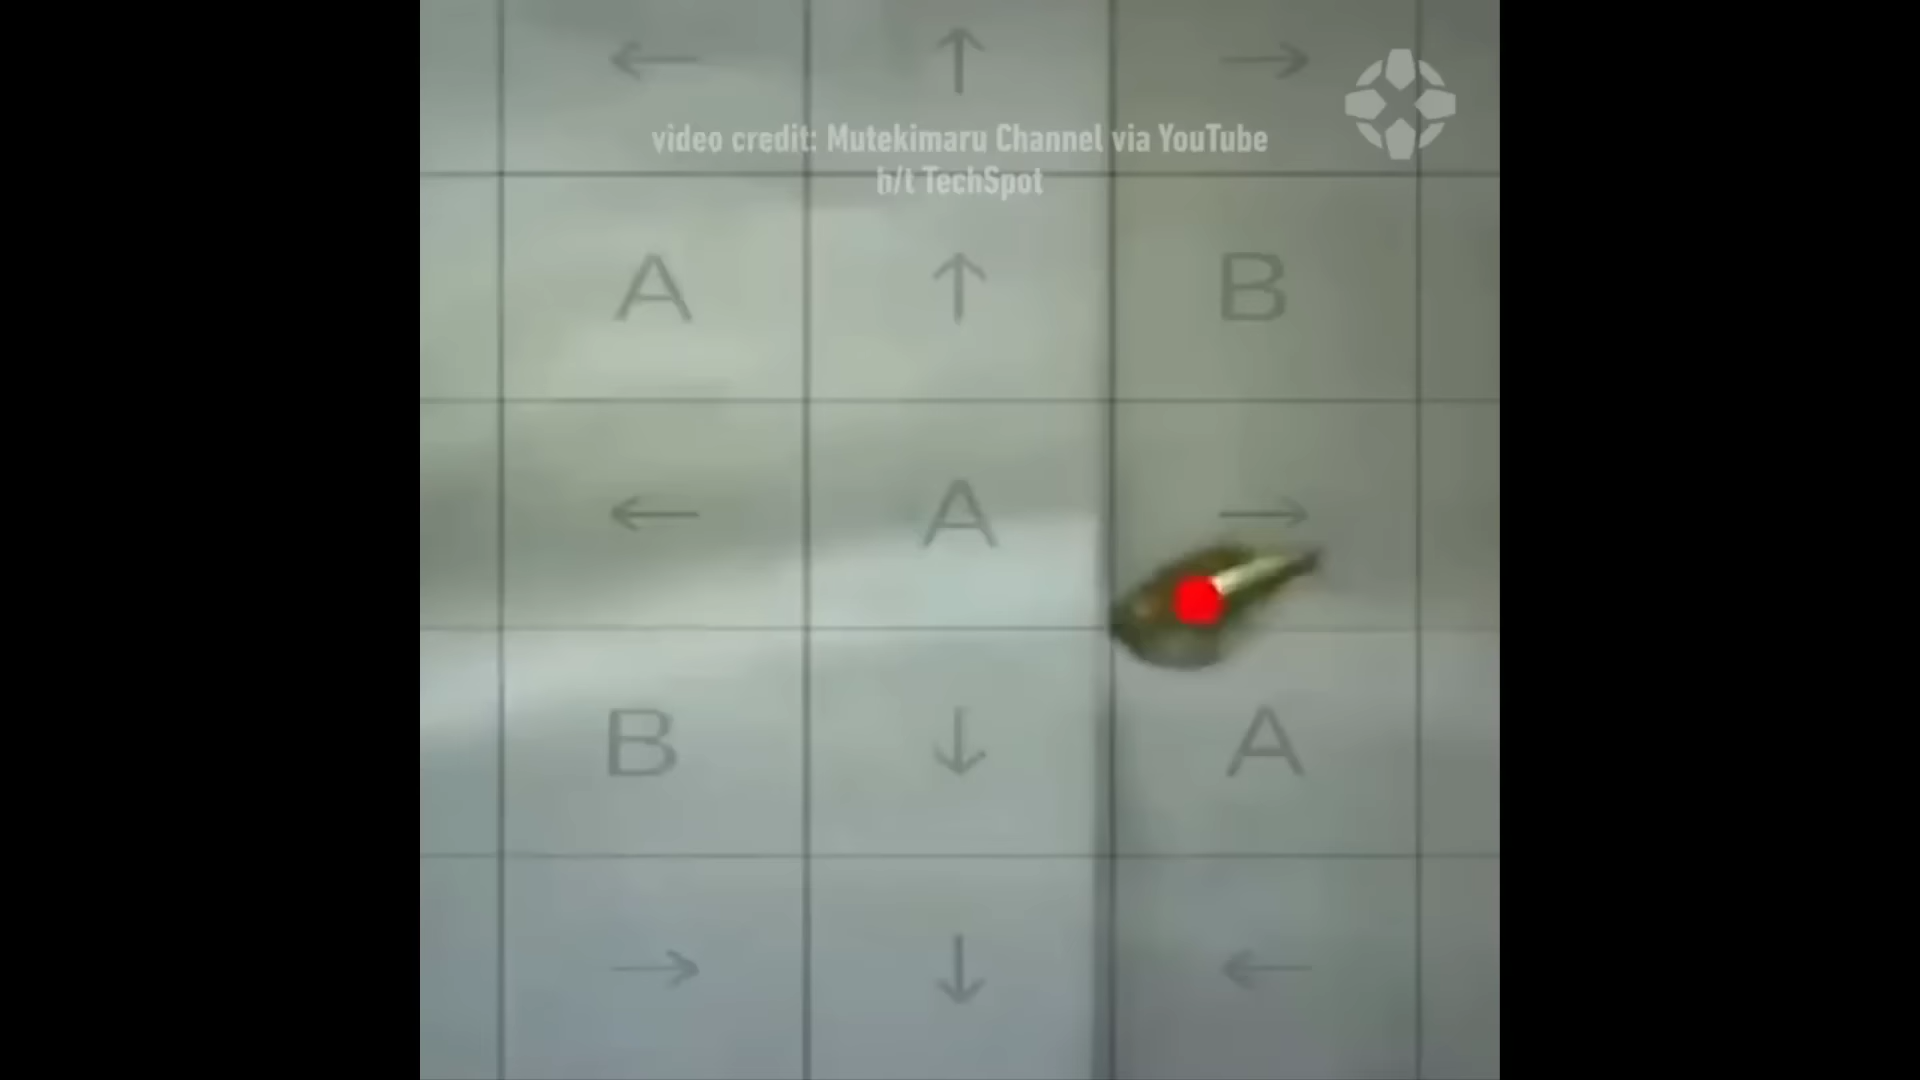 ← ↑ →
video credit: Mutekimaru Channel via YouTube
h/t TechSpot
A ↑ B
← A →
B ↓ A
→ ↓ ←